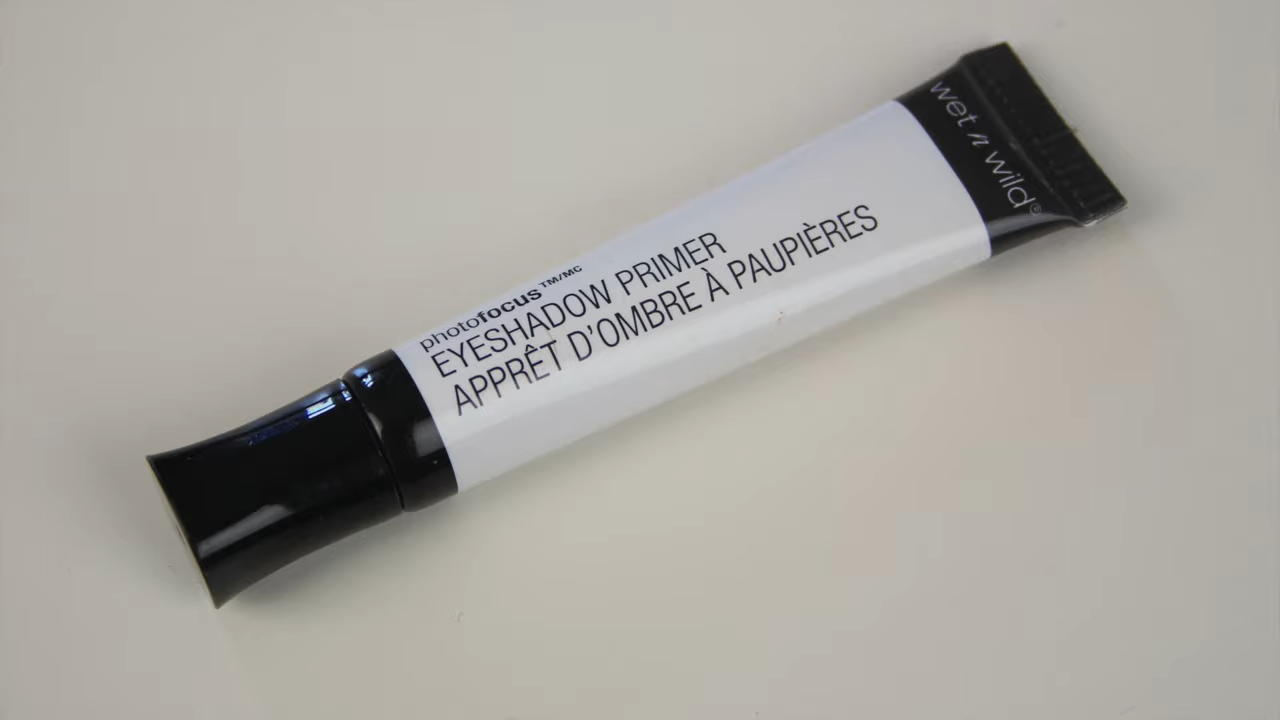 photofocus™/MC
EYESHADOW PRIMER
APPRÊT D'OMBRE À PAUPIÈRES
wet n wild®